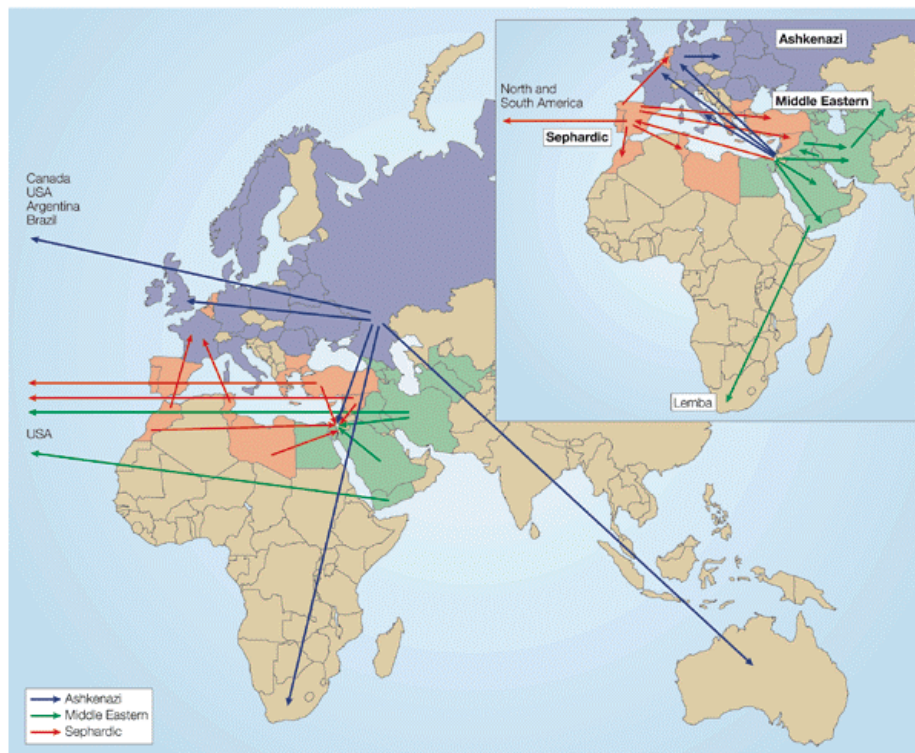 Ashkenazi
Middle Eastern
North and
South America
Sephardic
Lemba
Canada
USA
Argentina
Brazil
USA
Ashkenazi
Middle Eastern
Sephardic